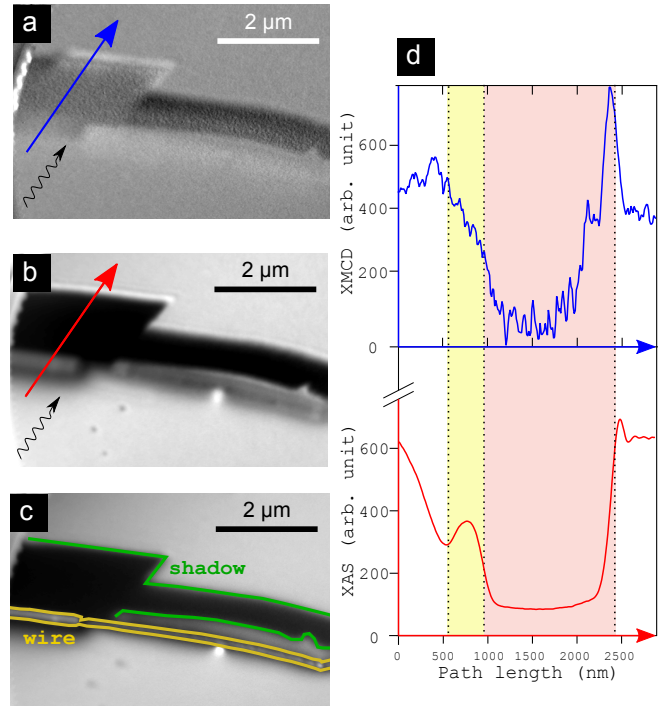 a
2 µm
b
2 µm
c
2 µm
shadow
wire
d
XMCD (arb. unit)
600
400
200
0
XAS (arb. unit)
600
400
200
0
0
500
1000
1500
2000
2500
Path length (nm)